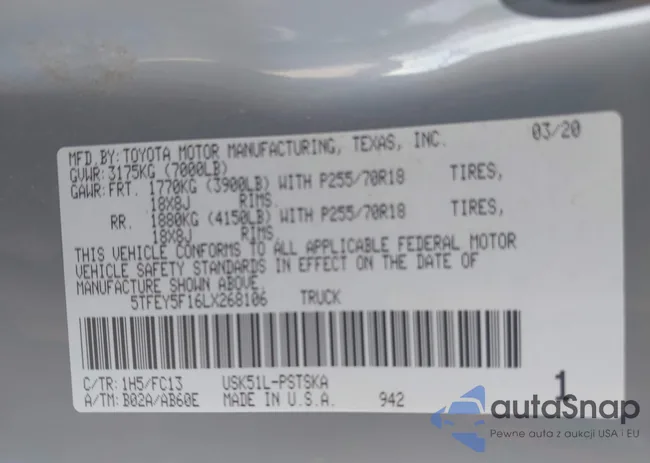 MFD.BY:TOYOTA MOTOR MANUFACTURING, TEXAS, INC. 03/20
GVWR:3175KG (7000LB)
GAWR:FRT. 1770KG (3900LB) WITH P255/70R18 TIRES,
18X8J RIMS.
RR. 1880KG (4150LB) WITH P255/70R18 TIRES,
18X8J RIMS.
THIS VEHICLE CONFORMS TO ALL APPLICABLE FEDERAL MOTOR
VEHICLE SAFETY STANDARDS IN EFFECT ON THE DATE OF
MANUFACTURE SHOWN ABOVE.
5TFEY5F16LX268106 TRUCK
C/TR:1H5/FC13 USK51L-PSTSKA
A/TM:B02A/AB60E MADE IN U.S.A. 942 1
autoSnap
Pewne auta z aukcji USA i EU